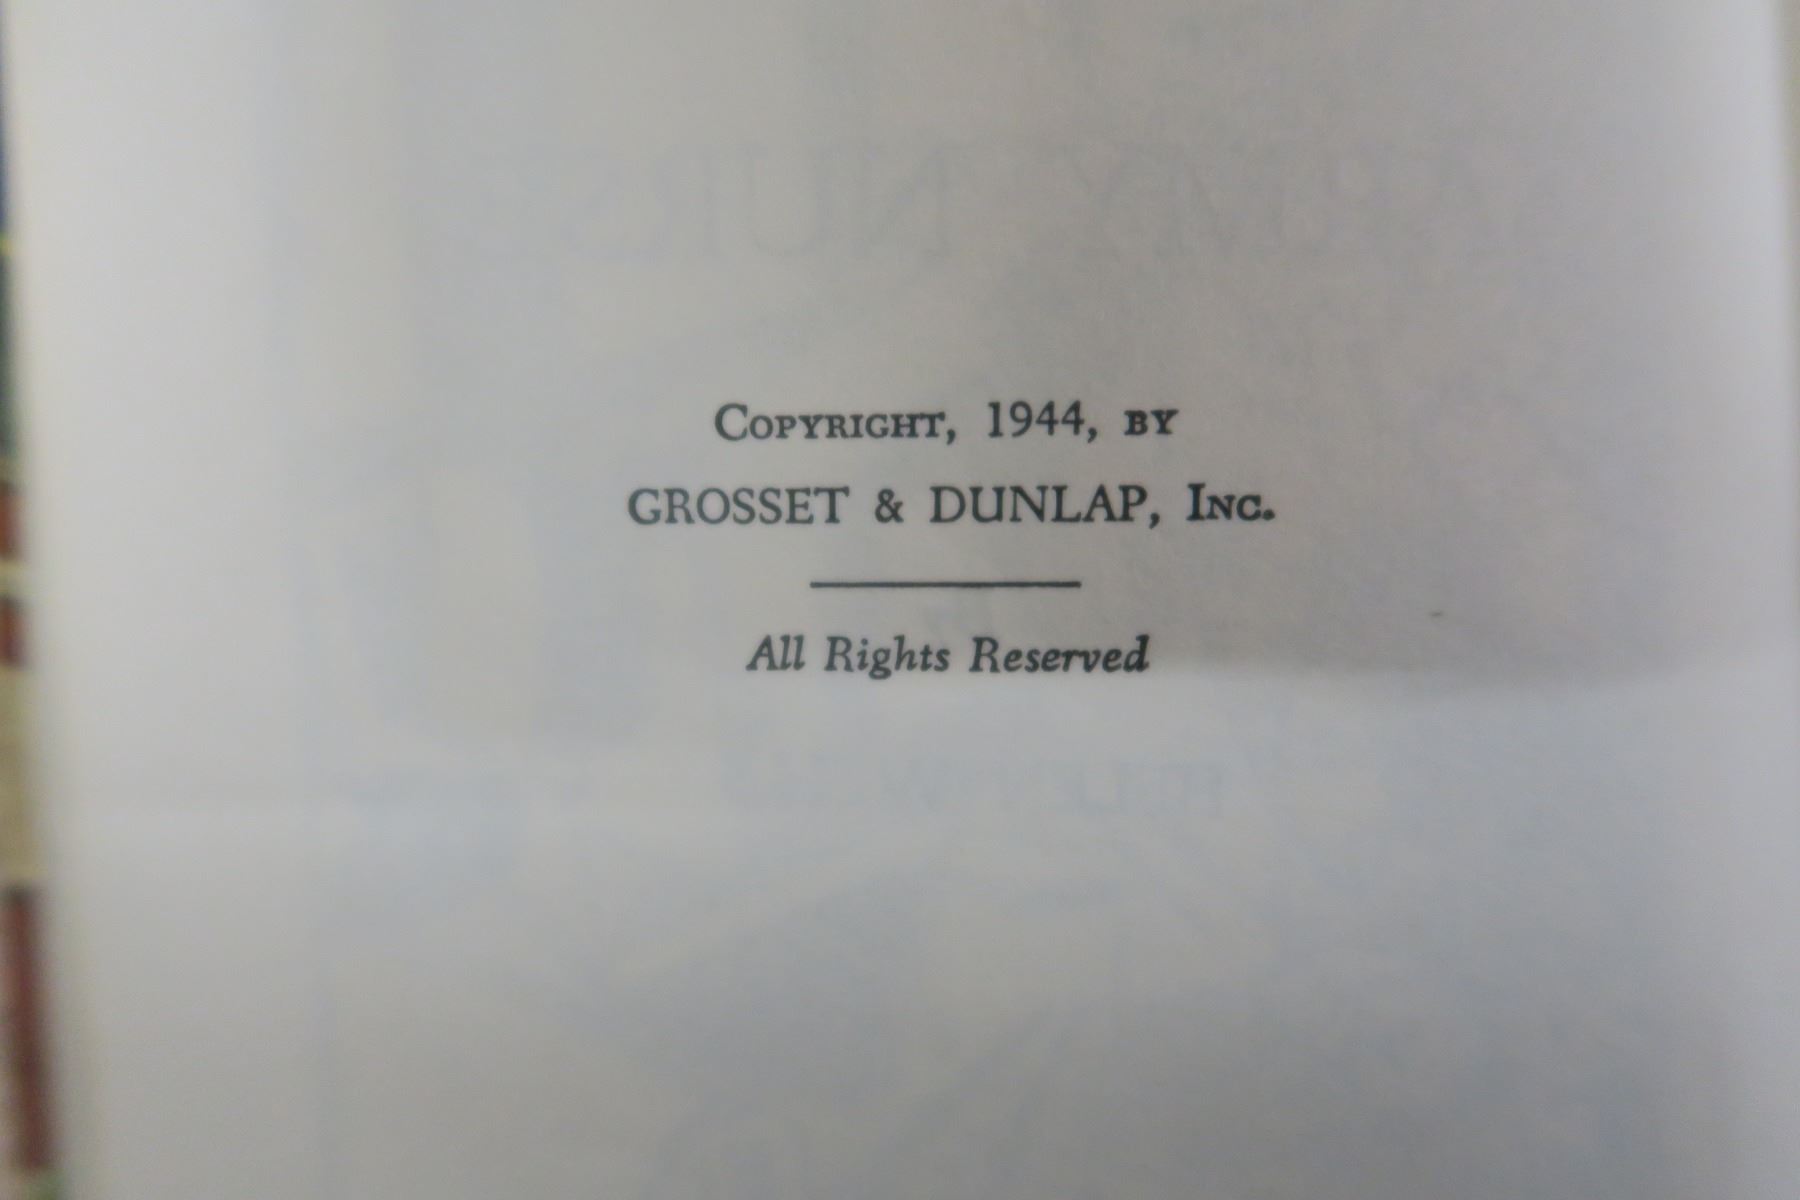 Copyright, 1944, by
GROSSET & DUNLAP, Inc.
All Rights Reserved